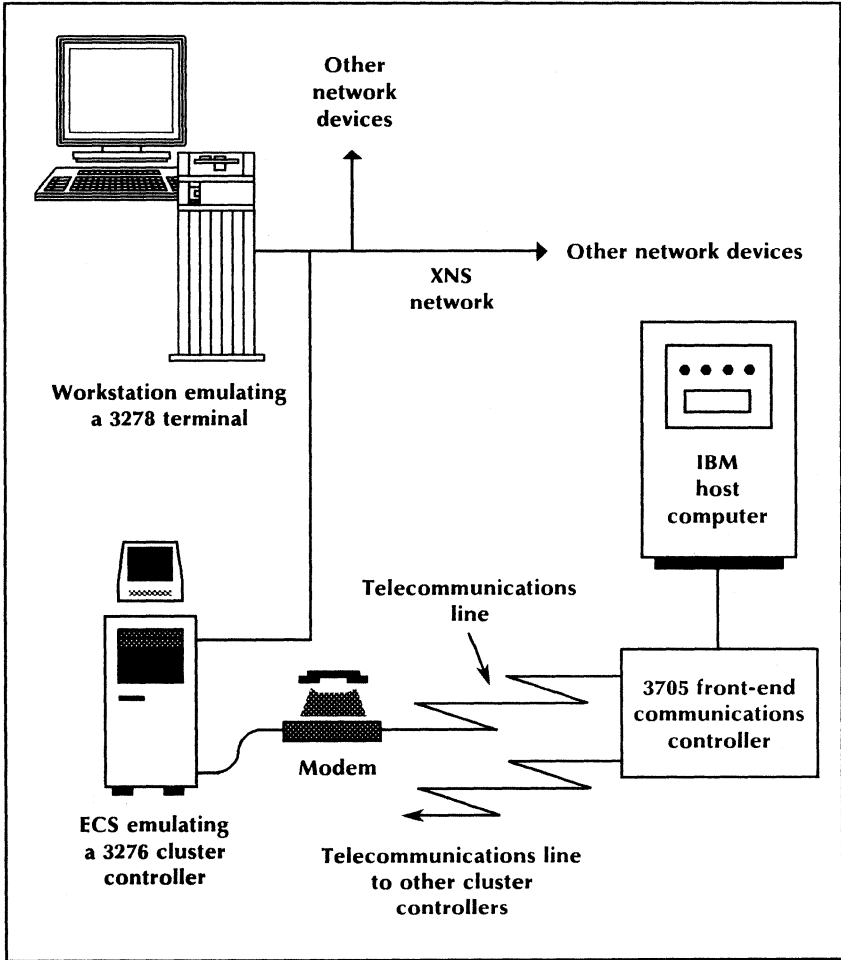 Other
network
devices
Other network devices
XNS
network
Workstation emulating
a 3278 terminal
IBM
host
computer
Telecommunications
line
3705 front-end
communications
controller
Modem
ECS emulating
a 3276 cluster
controller
Telecommunications line
to other cluster
controllers